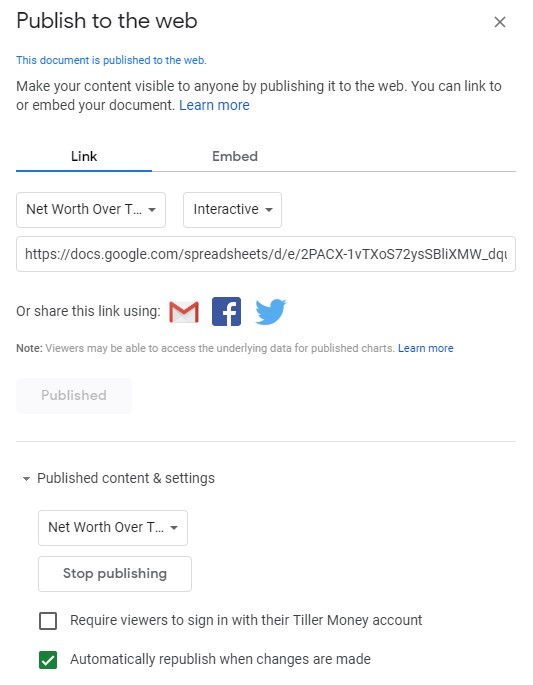 Publish to the web
This document is published to the web.
Make your content visible to anyone by publishing it to the web. You can link to
or embed your document. Learn more
Link
Embed
Net Worth Over T...
Interactive
https://docs.google.com/spreadsheets/d/e/2PACX-1vTXoS72ysSBliXMW_dqu
Or share this link using:
Note: Viewers may be able to access the underlying data for published charts. Learn more
Published
Published content & settings
Net Worth Over T...
Stop publishing
Require viewers to sign in with their Tiller Money account
Automatically republish when changes are made